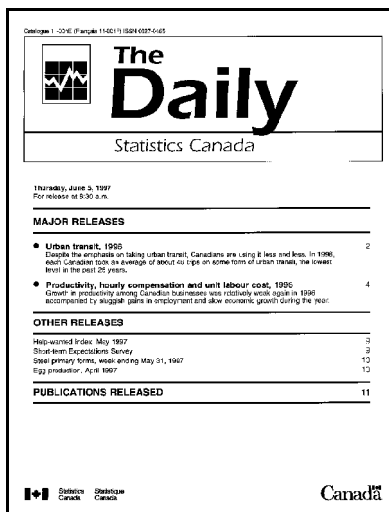 Catalogue 11-001E (Français 11-001F) ISSN 0827-0465
The
Daily
Statistics Canada
Thursday, June 5, 1997
For release at 8:30 a.m.
MAJOR RELEASES
● Urban transit, 1996 2
Despite the emphasis on taking urban transit, Canadians are using it less and less. In 1996,
each Canadian took an average of about 48 trips on some form of urban transit, the lowest
level in the past 25 years.
● Productivity, hourly compensation and unit labour cost, 1996 4
Growth in productivity among Canadian businesses was relatively weak again in 1996
accompanied by sluggish gains in employment and slow economic growth during the year.
OTHER RELEASES
Help-wanted Index, May 1997 9
Short-term Expectations Survey 9
Steel primary forms, week ending May 31, 1997 10
Egg production, April 1997 10
PUBLICATIONS RELEASED 11
Statistics Statistique
Canada Canada
Canada